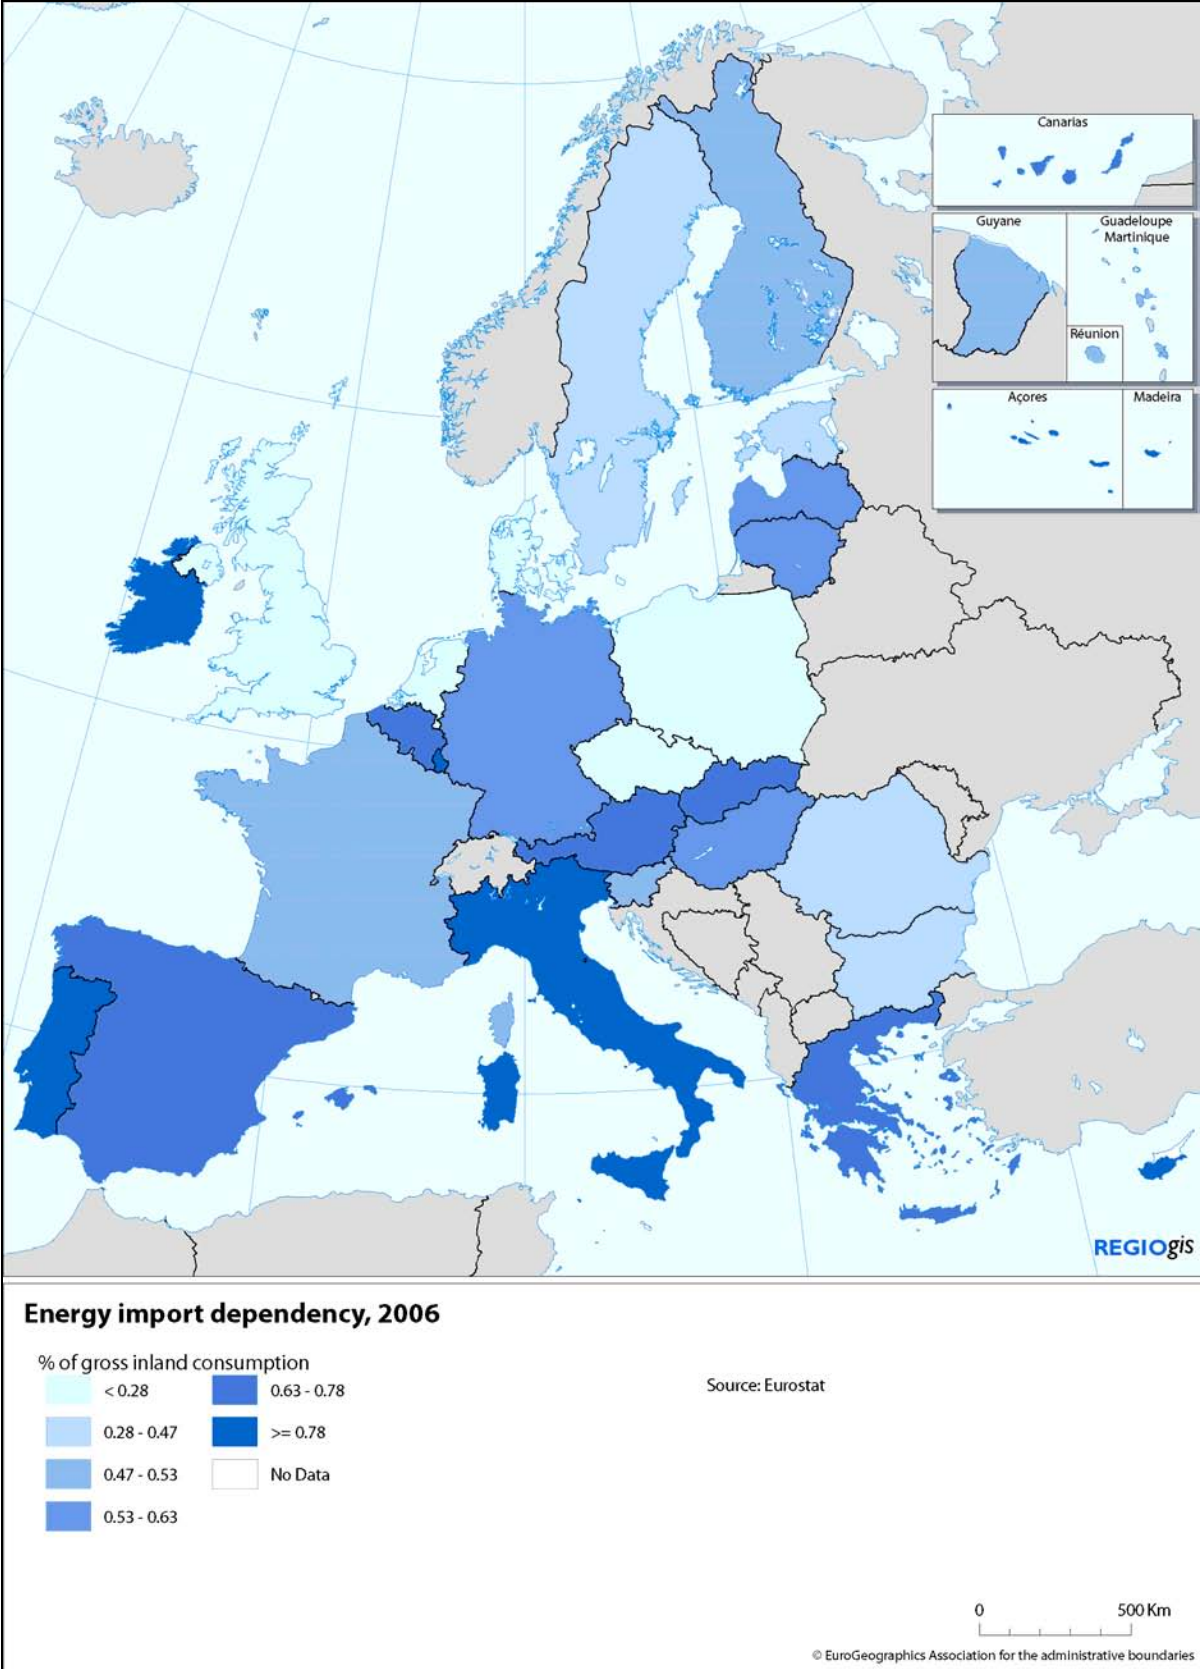 Canarias
Guyane
Guadeloupe
Martinique
Réunion
Açores
Madeira
REGIOgis
Energy import dependency, 2006
% of gross inland consumption
< 0.28
0.28 - 0.47
0.47 - 0.53
0.53 - 0.63
0.63 - 0.78
>= 0.78
No Data
Source: Eurostat
0 500 Km
© EuroGeographics Association for the administrative boundaries